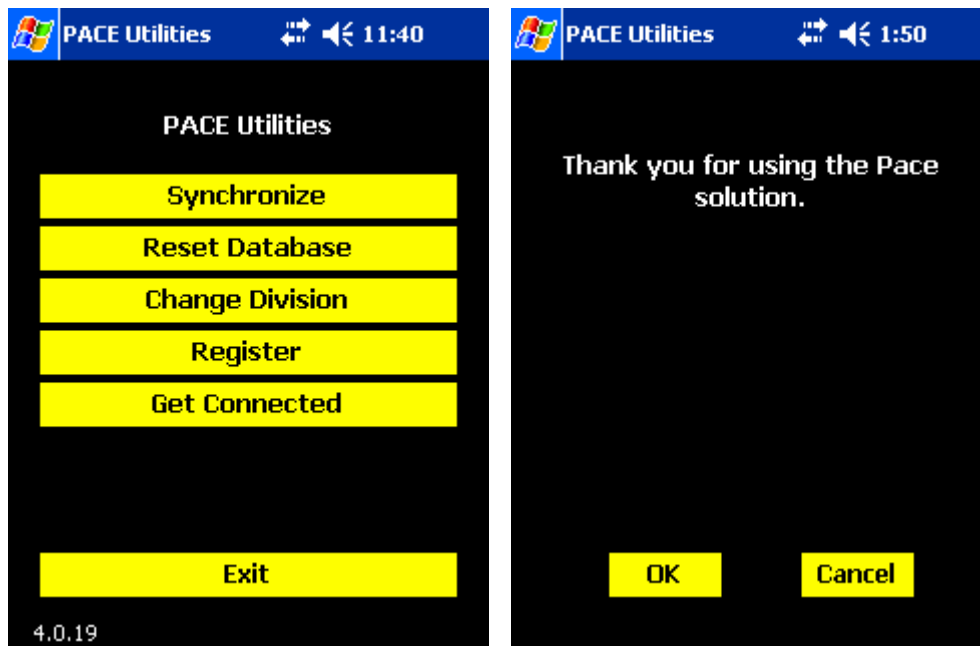 PACE Utilities 11:40
PACE Utilities
Synchronize
Reset Database
Change Division
Register
Get Connected
Exit
4.0.19
PACE Utilities 1:50
Thank you for using the Pace
solution.
OK Cancel